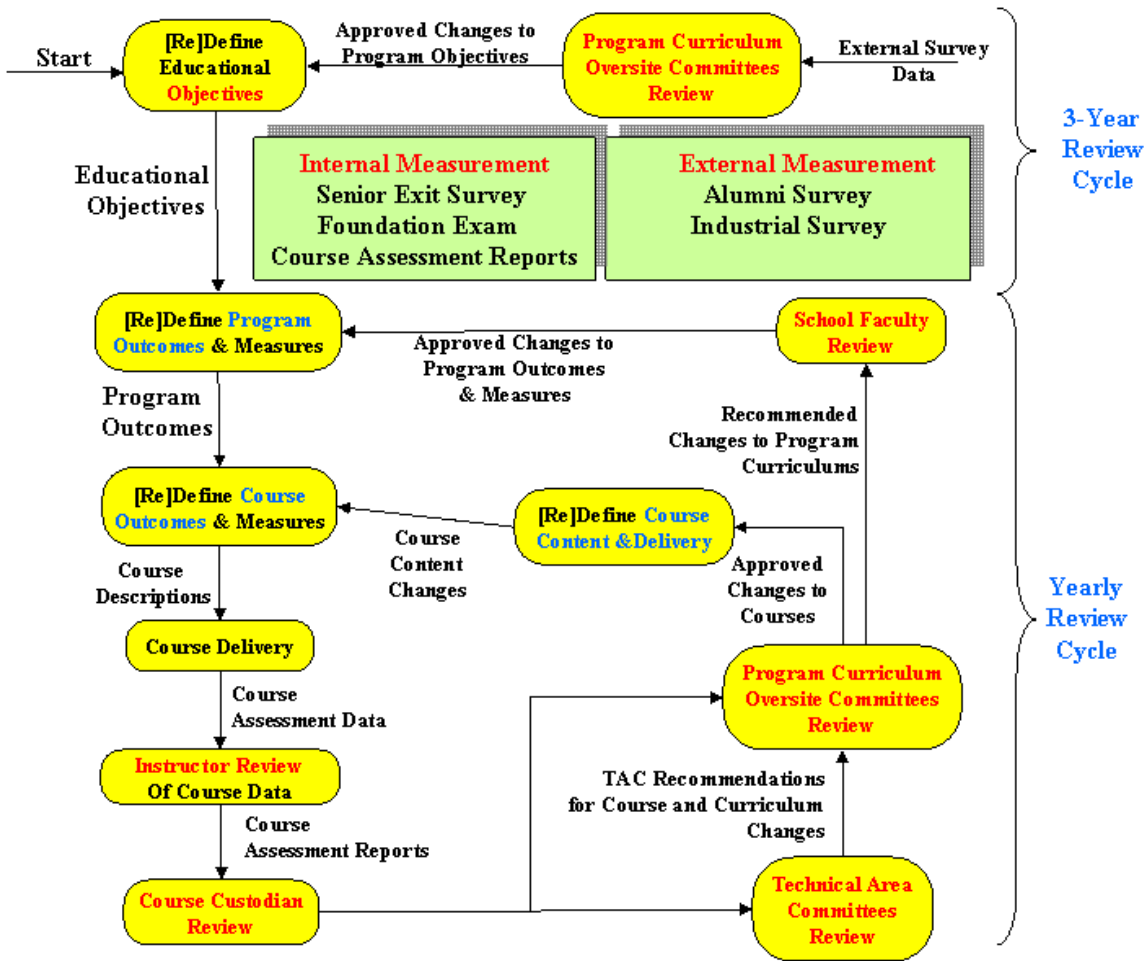 Start
[Re]Define
Educational
Objectives
Approved Changes to
Program Objectives
Program Curriculum
Oversite Committees
Review
External Survey
Data
3-Year
Review
Cycle
Educational
Objectives
Internal Measurement
Senior Exit Survey
Foundation Exam
Course Assessment Reports
External Measurement
Alumni Survey
Industrial Survey
[Re]Define Program
Outcomes & Measures
Approved Changes to
Program Outcomes
& Measures
School Faculty
Review
Program
Outcomes
Recommended
Changes to Program
Curriculums
[Re]Define Course
Outcomes & Measures
Course
Content
Changes
[Re]Define Course
Content &Delivery
Approved
Changes to
Courses
Course
Descriptions
Yearly
Review
Cycle
Course Delivery
Course
Assessment Data
Program Curriculum
Oversite Committees
Review
Instructor Review
Of Course Data
TAC Recommendations
for Course and Curriculum
Changes
Course
Assessment Reports
Course Custodian
Review
Technical Area
Committees
Review